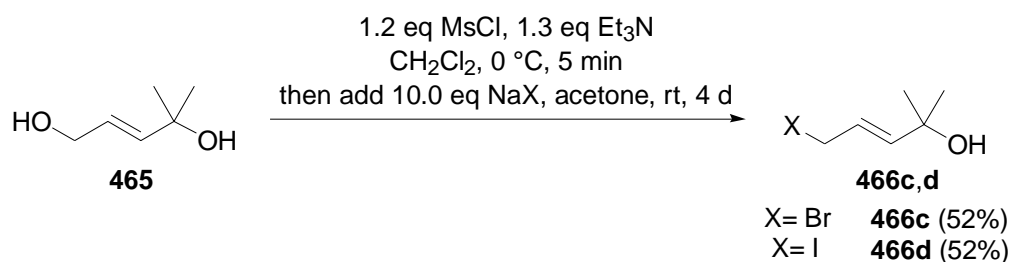 1.2 eq MsCl, 1.3 eq Et₃N
CH₂Cl₂, 0 °C, 5 min
then add 10.0 eq NaX, acetone, rt, 4 d
HO
OH
465
X
OH
466c,d
X= Br 466c (52%)
X= I 466d (52%)